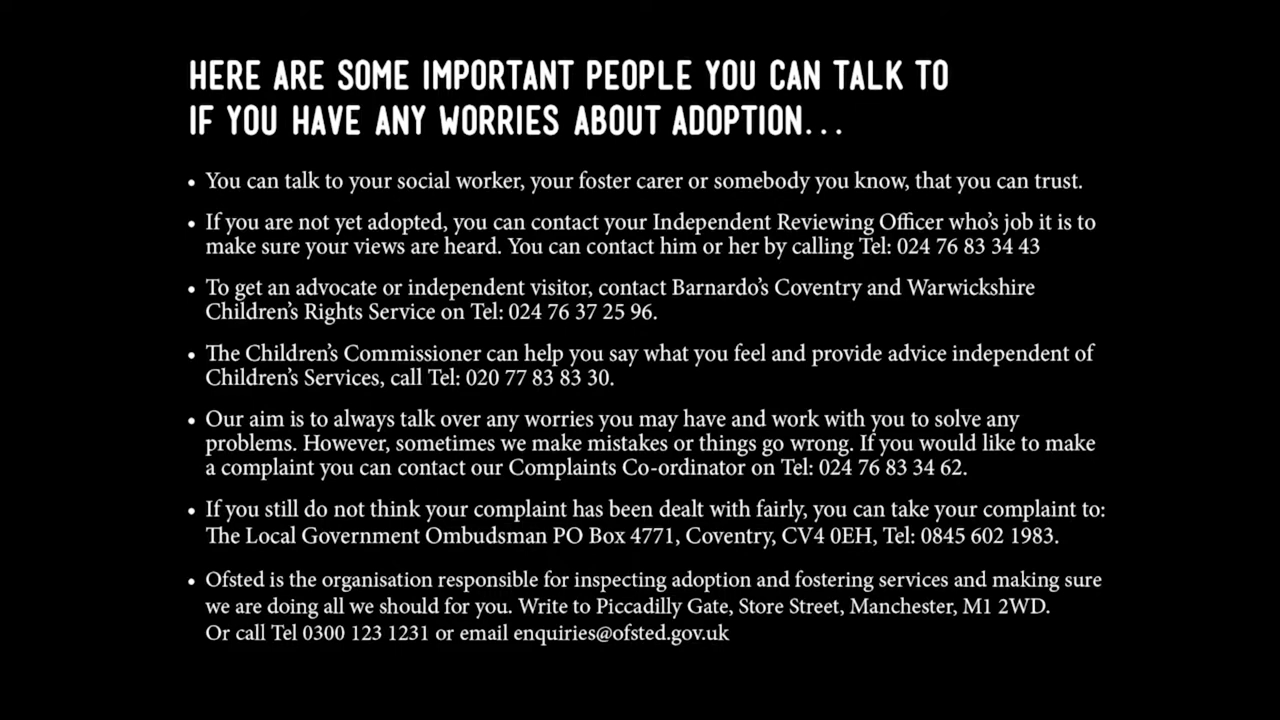 HERE ARE SOME IMPORTANT PEOPLE YOU CAN TALK TO
IF YOU HAVE ANY WORRIES ABOUT ADOPTION...
• You can talk to your social worker, your foster carer or somebody you know, that you can trust.
• If you are not yet adopted, you can contact your Independent Reviewing Officer who's job it is to
make sure your views are heard. You can contact him or her by calling Tel: 024 76 83 34 43
• To get an advocate or independent visitor, contact Barnardo's Coventry and Warwickshire
Children's Rights Service on Tel: 024 76 37 25 96.
• The Children's Commissioner can help you say what you feel and provide advice independent of
Children's Services, call Tel: 020 77 83 83 30.
• Our aim is to always talk over any worries you may have and work with you to solve any
problems. However, sometimes we make mistakes or things go wrong. If you would like to make
a complaint you can contact our Complaints Co-ordinator on Tel: 024 76 83 34 62.
• If you still do not think your complaint has been dealt with fairly, you can take your complaint to:
The Local Government Ombudsman PO Box 4771, Coventry, CV4 0EH, Tel: 0845 602 1983.
• Ofsted is the organisation responsible for inspecting adoption and fostering services and making sure
we are doing all we should for you. Write to Piccadilly Gate, Store Street, Manchester, M1 2WD.
Or call Tel 0300 123 1231 or email enquiries@ofsted.gov.uk